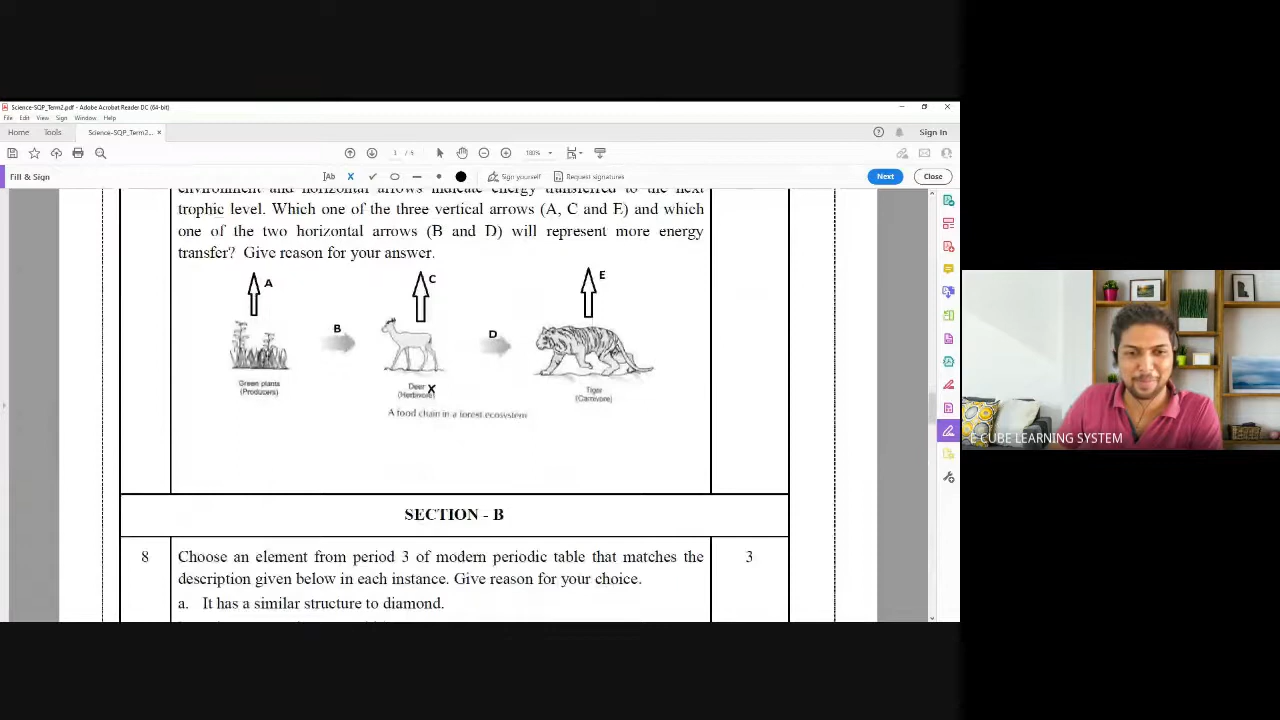 Science-SQP_Term2.pdf - Adobe Acrobat Reader DC (64-bit)
File Edit View Sign Window Help
Home Tools Science-SQP_Term2... × Sign In
1 / 5 180%
Fill & Sign IAb X Sign yourself Request signatures Next Close
environment and horizontal arrows indicate energy transferred to the next
trophic level. Which one of the three vertical arrows (A, C and E) and which
one of the two horizontal arrows (B and D) will represent more energy
transfer? Give reason for your answer.
A C E
B D
Green plants
(Producers)
Deer X
(Herbivore)
Tiger
(Carnivore)
A food chain in a forest ecosystem
SECTION - B
8 Choose an element from period 3 of modern periodic table that matches the 3
description given below in each instance. Give reason for your choice.
a. It has a similar structure to diamond.
E CUBE LEARNING SYSTEM